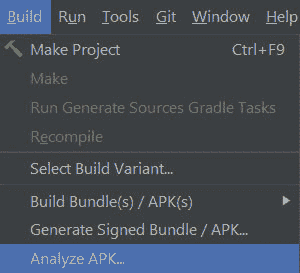 Build Run Tools Git Window Help
Make Project Ctrl+F9
Make
Run Generate Sources Gradle Tasks
Recompile
Select Build Variant...
Build Bundle(s) / APK(s)
Generate Signed Bundle / APK...
Analyze APK...